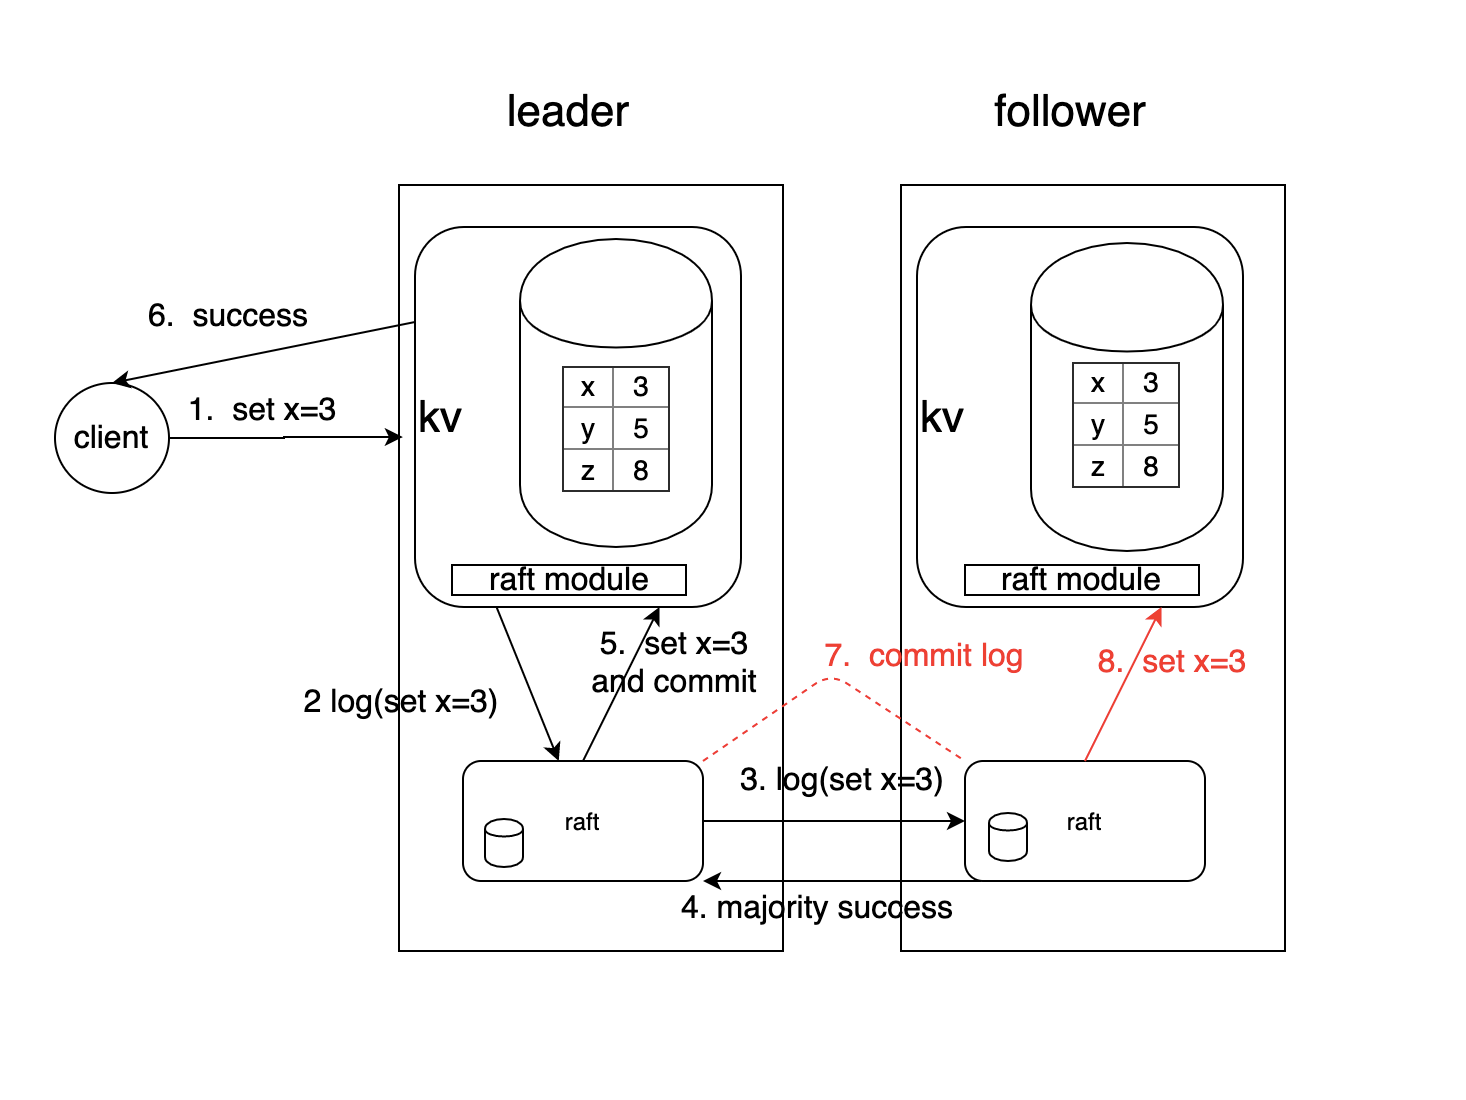 leader
follower
6. success
1. set x=3
client
kv
x 3
y 5
z 8
raft module
kv
x 3
y 5
z 8
raft module
5. set x=3
and commit
2 log(set x=3)
7. commit log
8. set x=3
3. log(set x=3)
raft
raft
4. majority success